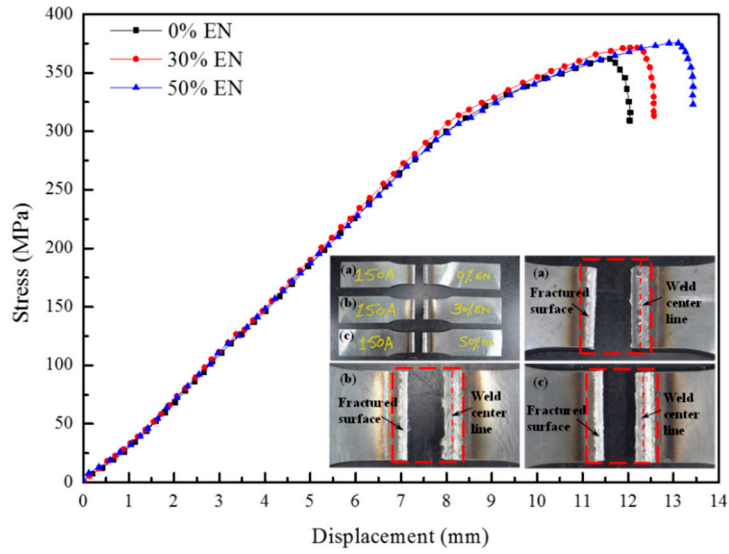 400
350
300
250
200
150
100
50
0
Stress (MPa)
0% EN
30% EN
50% EN
(a)
150A
0% EN
(b)
150A
30% EN
(c)
150A
50% EN
(a)
Fractured
surface
Weld
center
line
(b)
Fractured
surface
Weld
center
line
(c)
Fractured
surface
Weld
center
line
0 1 2 3 4 5 6 7 8 9 10 11 12 13 14
Displacement (mm)